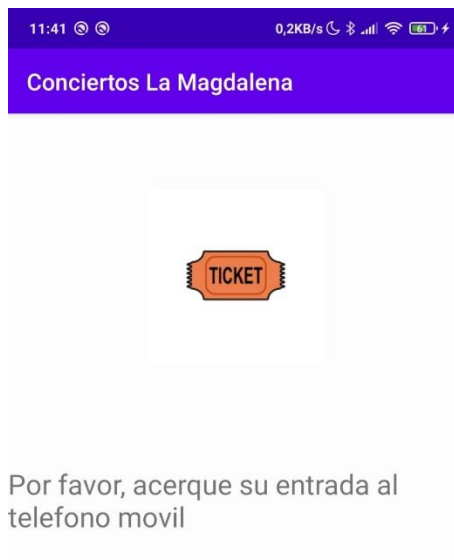 11:41 0,2KB/s 61
Conciertos La Magdalena
TICKET
Por favor, acerque su entrada al
telefono movil